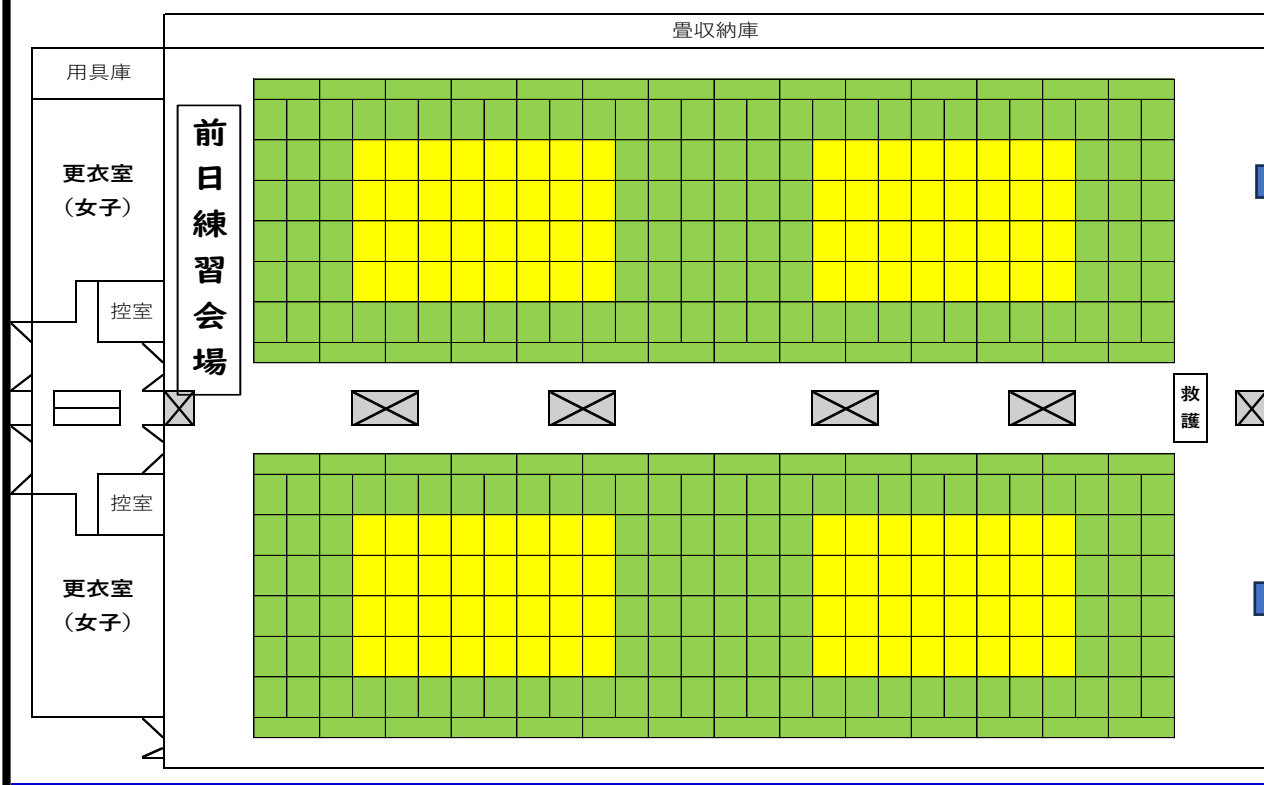 畳収納庫
用具庫
前日練習会場
更衣室
（女子）
控室
救護
控室
更衣室
（女子）